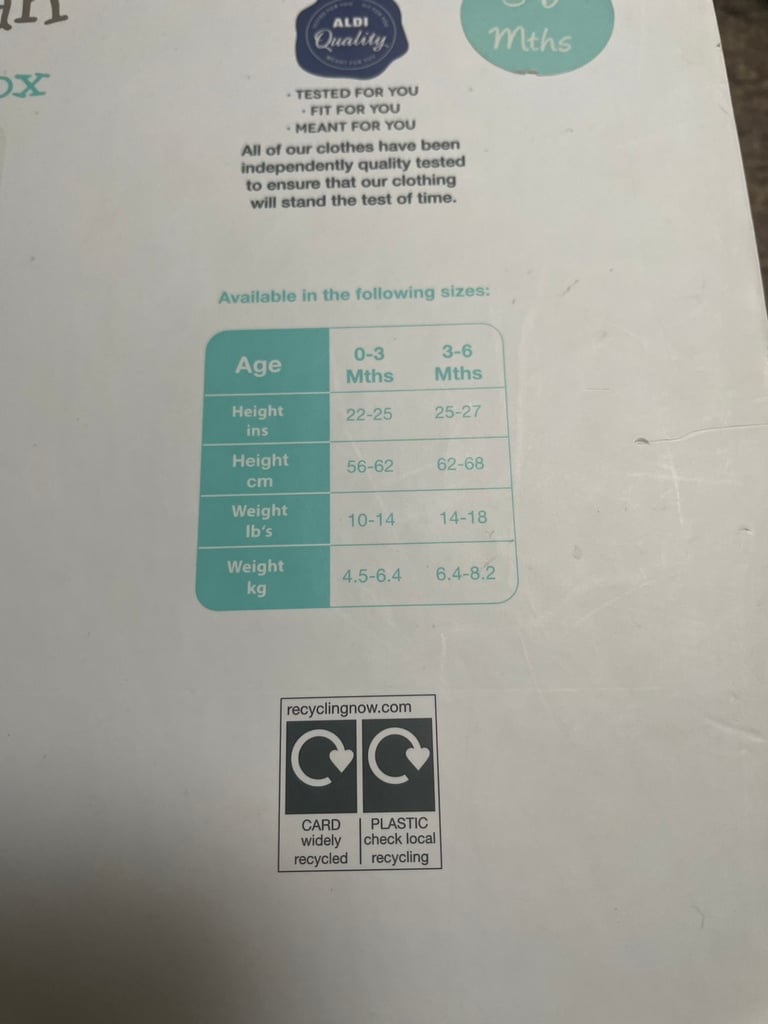 ALDI
Quality
Mths
ox
· TESTED FOR YOU
· FIT FOR YOU
· MEANT FOR YOU
All of our clothes have been
independently quality tested
to ensure that our clothing
will stand the test of time.
Available in the following sizes:
Age 0-3 Mths 3-6 Mths
Height ins 22-25 25-27
Height cm 56-62 62-68
Weight lb's 10-14 14-18
Weight kg 4.5-6.4 6.4-8.2
recyclingnow.com
CARD PLASTIC
widely check local
recycled recycling